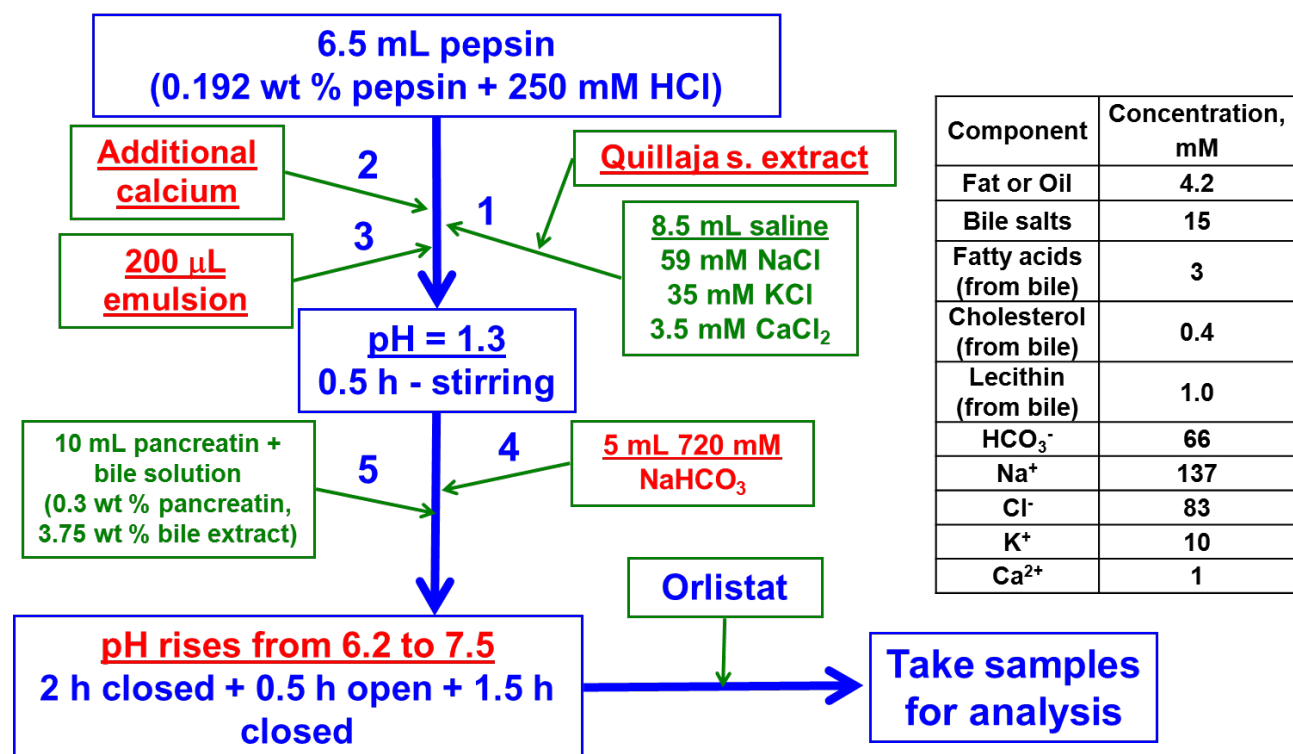 6.5 mL pepsin
(0.192 wt % pepsin + 250 mM HCl)
Additional
calcium
2
Quillaja s. extract
1
3
200 μL
emulsion
8.5 mL saline
59 mM NaCl
35 mM KCl
3.5 mM CaCl₂
pH = 1.3
0.5 h - stirring
10 mL pancreatin +
bile solution
(0.3 wt % pancreatin,
3.75 wt % bile extract)
5
4
5 mL 720 mM
NaHCO₃
Orlistat
pH rises from 6.2 to 7.5
2 h closed + 0.5 h open + 1.5 h
closed
Take samples
for analysis
Component Concentration,
mM
Fat or Oil 4.2
Bile salts 15
Fatty acids
(from bile) 3
Cholesterol
(from bile) 0.4
Lecithin
(from bile) 1.0
HCO₃⁻ 66
Na⁺ 137
Cl⁻ 83
K⁺ 10
Ca²⁺ 1